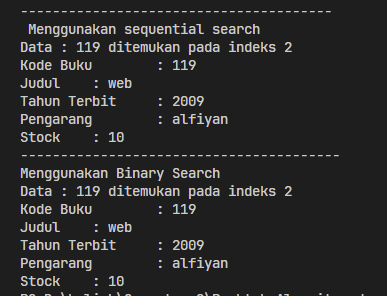 ---------------------------------------
 Menggunakan sequential search
Data : 119 ditemukan pada indeks 2
Kode Buku        : 119
Judul    : web
Tahun Terbit     : 2009
Pengarang        : alfiyan
Stock    : 10
----------------------------------------
Menggunakan Binary Search
Data : 119 ditemukan pada indeks 2
Kode Buku        : 119
Judul    : web
Tahun Terbit     : 2009
Pengarang        : alfiyan
Stock    : 10